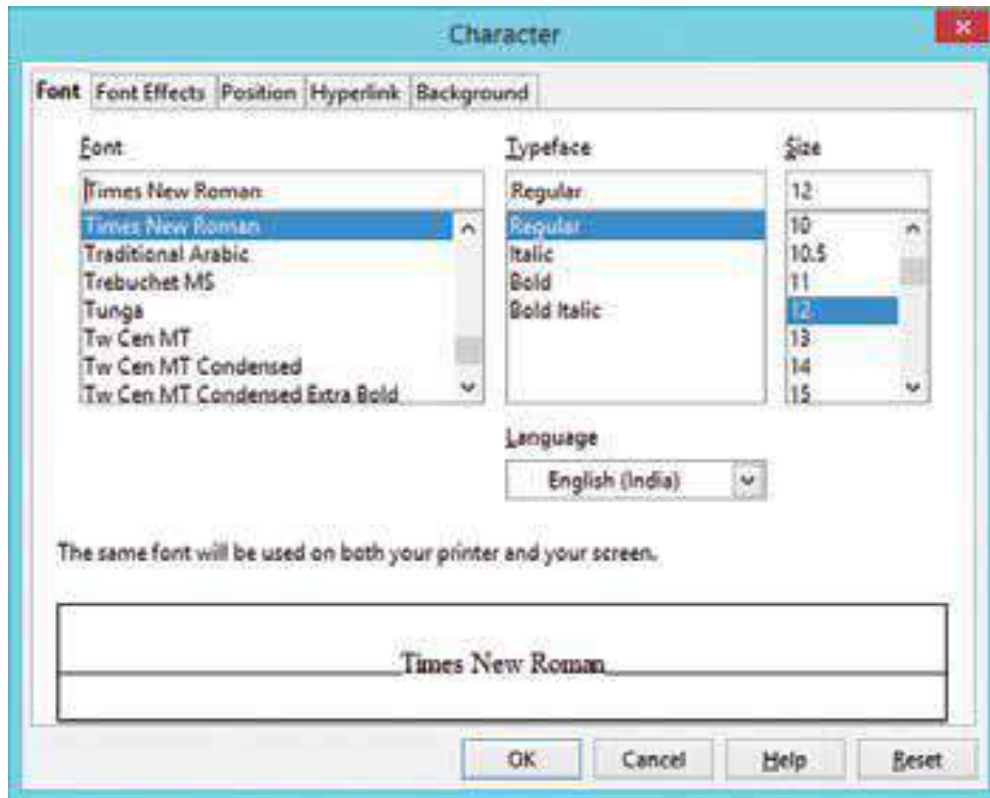 Character
Font Font Effects Position Hyperlink Background
Font Typeface Size
Times New Roman Regular 12
Times New Roman Regular 10
Traditional Arabic Italic 10.5
Trebuchet MS Bold 11
Tunga Bold Italic 12
Tw Cen MT 13
Tw Cen MT Condensed 14
Tw Cen MT Condensed Extra Bold 15
Language
English (India)
The same font will be used on both your printer and your screen.
Times New Roman
OK Cancel Help Reset